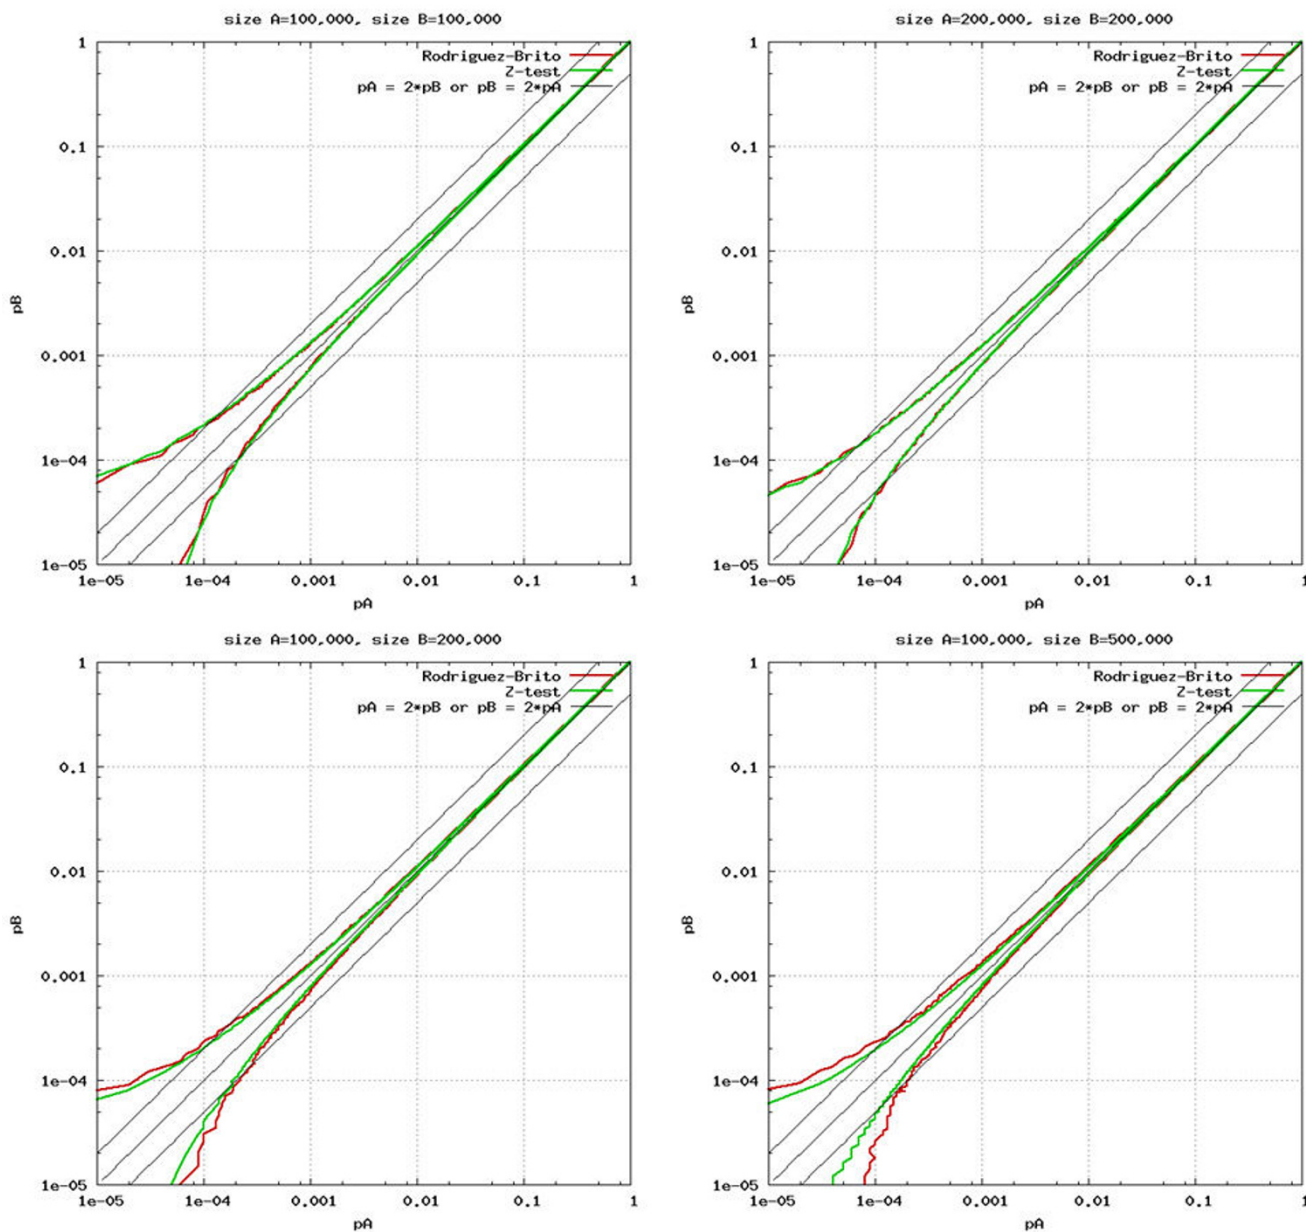 size A=100,000, size B=100,000
1
Rodriguez-Brito
Z-test
pA = 2*pB or pB = 2*pA
0.1
0.01
pB
0.001
1e-04
1e-05
1e-05 1e-04 0.001 0.01 0.1 1
pA
size A=200,000, size B=200,000
1
Rodriguez-Brito
Z-test
pA = 2*pB or pB = 2*pA
0.1
0.01
pB
0.001
1e-04
1e-05
1e-05 1e-04 0.001 0.01 0.1 1
pA
size A=100,000, size B=200,000
1
Rodriguez-Brito
Z-test
pA = 2*pB or pB = 2*pA
0.1
0.01
pB
0.001
1e-04
1e-05
1e-05 1e-04 0.001 0.01 0.1 1
pA
size A=100,000, size B=500,000
1
Rodriguez-Brito
Z-test
pA = 2*pB or pB = 2*pA
0.1
0.01
pB
0.001
1e-04
1e-05
1e-05 1e-04 0.001 0.01 0.1 1
pA